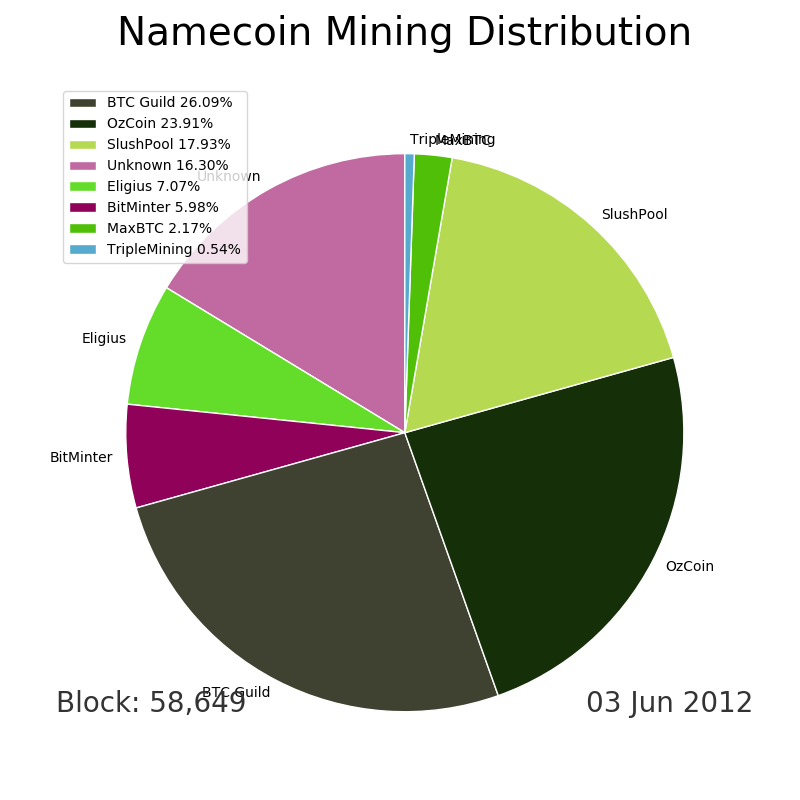 Namecoin Mining Distribution
BTC Guild 26.09%
OzCoin 23.91%
SlushPool 17.93%
Unknown 16.30%
Eligius 7.07%
BitMinter 5.98%
MaxBTC 2.17%
TripleMining 0.54%
TripleMining
MaxBTC
Unknown
SlushPool
Eligius
BitMinter
OzCoin
BTC Guild
Block: 58,649
03 Jun 2012